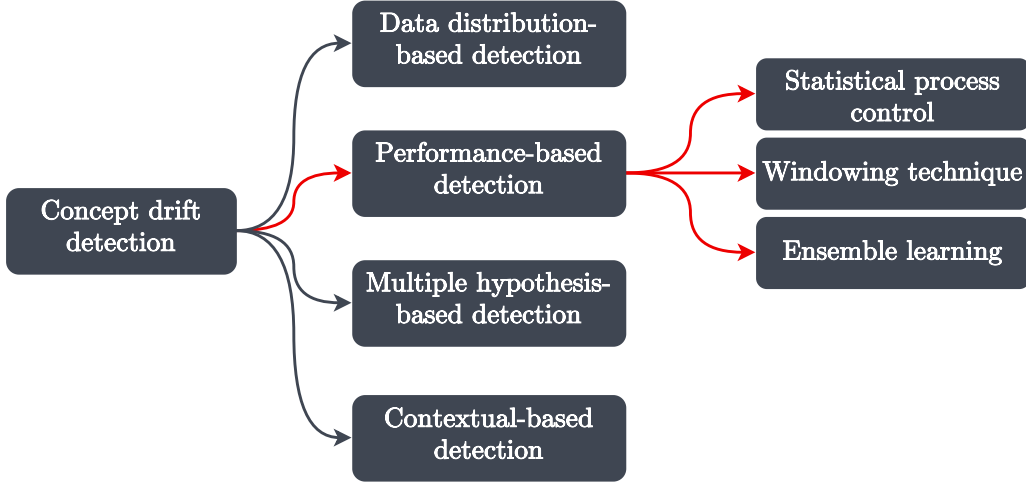 Concept drift
detection
Data distribution-
based detection
Performance-based
detection
Multiple hypothesis-
based detection
Contextual-based
detection
Statistical process
control
Windowing technique
Ensemble learning